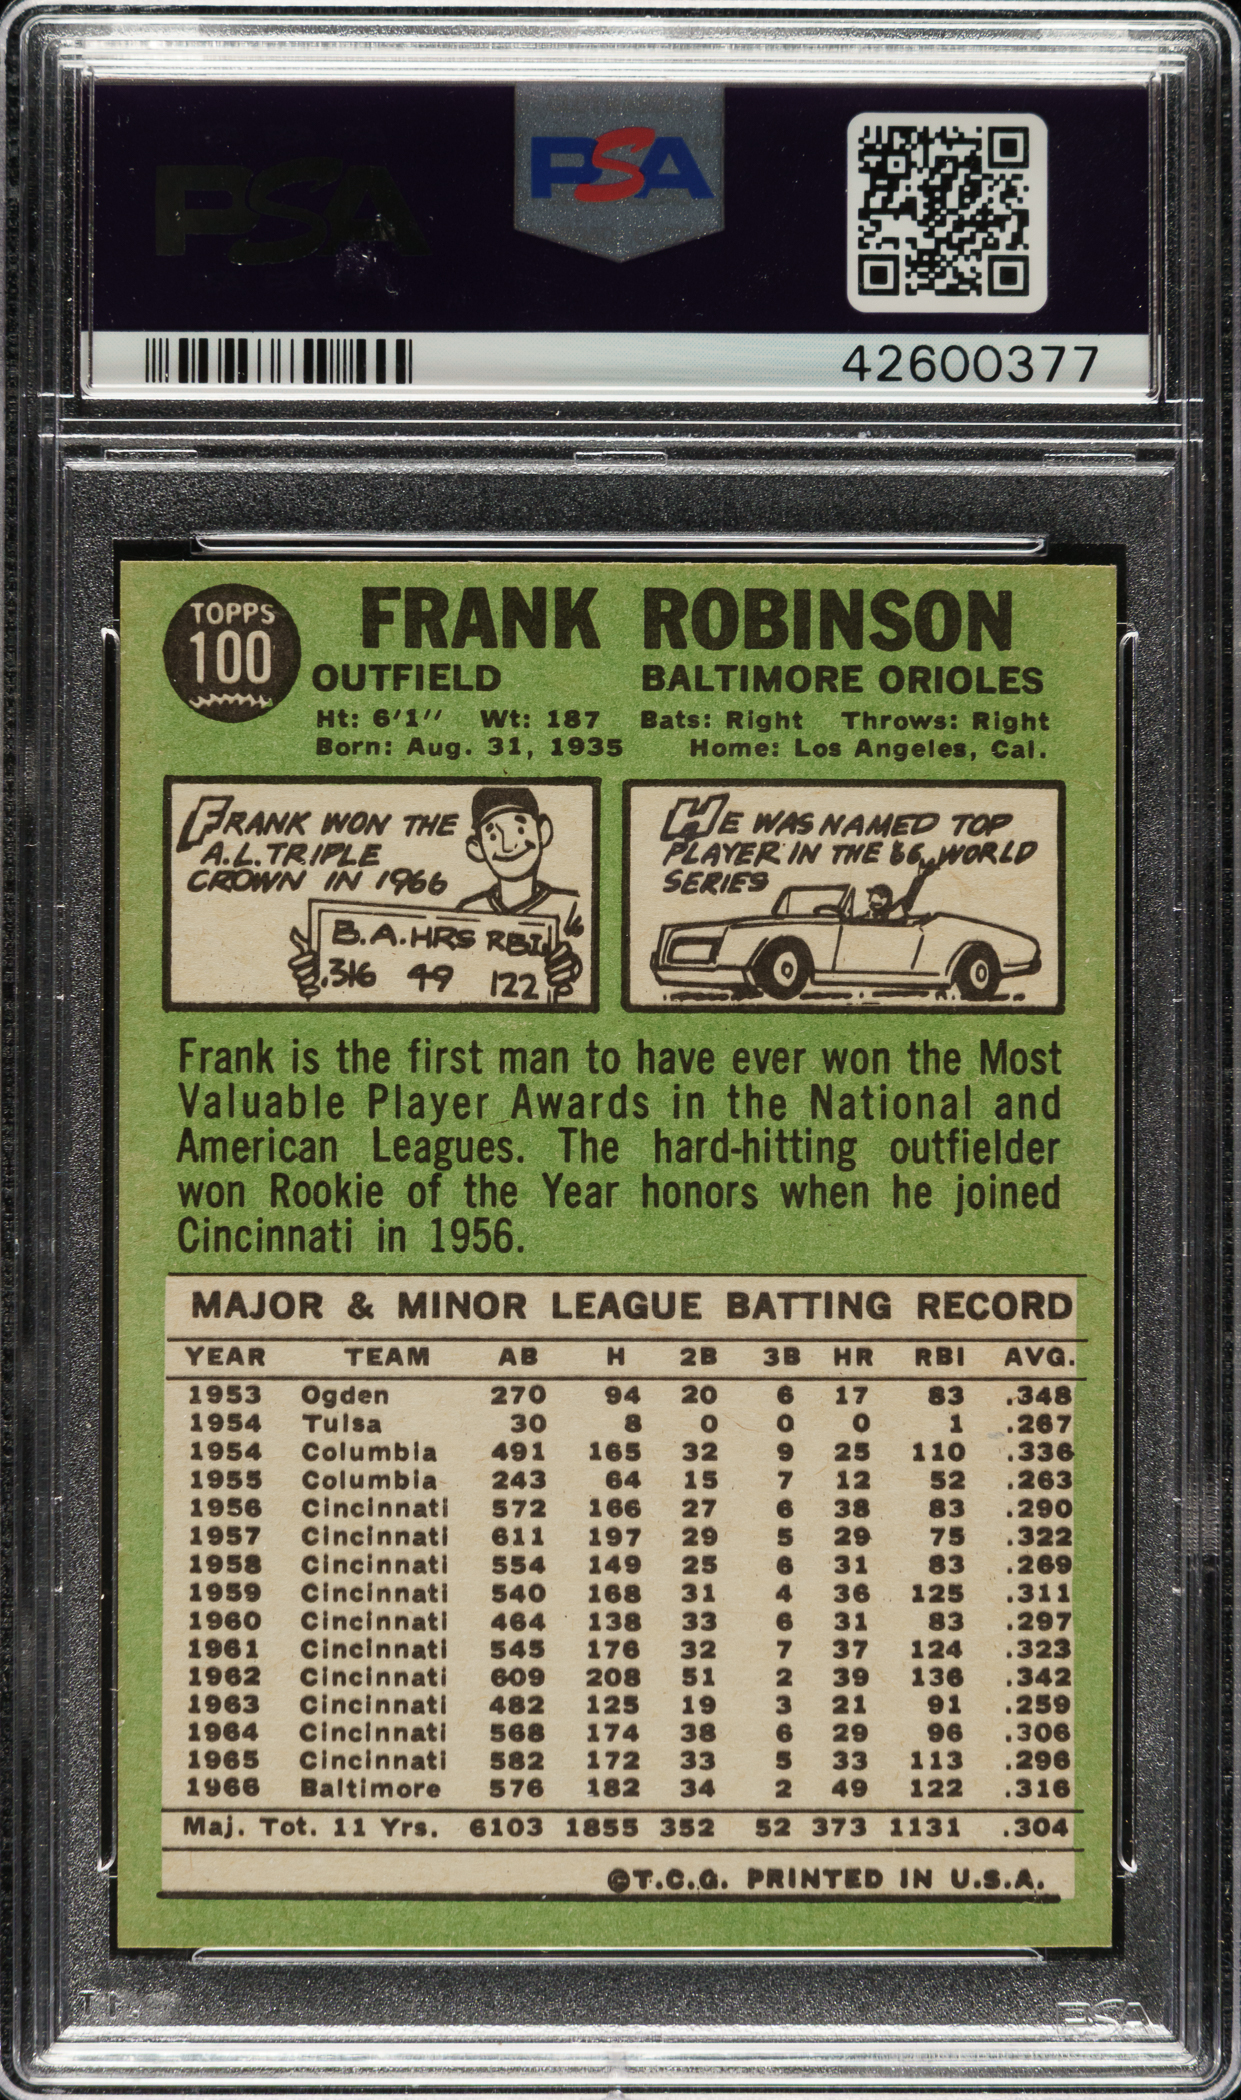 PSA
PSA
42600377
TOPPS
100
FRANK ROBINSON
OUTFIELD BALTIMORE ORIOLES
Ht: 6'1'' Wt: 187 Bats: Right Throws: Right
Born: Aug. 31, 1935 Home: Los Angeles, Cal.
FRANK WON THE
A.L. TRIPLE
CROWN IN 1966
B.A. HRS RBI
.316 49 122
HE WAS NAMED TOP
PLAYER IN THE '66 WORLD
SERIES
Frank is the first man to have ever won the Most
Valuable Player Awards in the National and
American Leagues. The hard-hitting outfielder
won Rookie of the Year honors when he joined
Cincinnati in 1956.
MAJOR & MINOR LEAGUE BATTING RECORD
YEAR TEAM AB H 2B 3B HR RBI AVG.
1953 Ogden 270 94 20 6 17 83 .348
1954 Tulsa 30 8 0 0 0 1 .267
1954 Columbia 491 165 32 9 25 110 .336
1955 Columbia 243 64 15 7 12 52 .263
1956 Cincinnati 572 166 27 6 38 83 .290
1957 Cincinnati 611 197 29 5 29 75 .322
1958 Cincinnati 554 149 25 6 31 83 .269
1959 Cincinnati 540 168 31 4 36 125 .311
1960 Cincinnati 464 138 33 6 31 83 .297
1961 Cincinnati 545 176 32 7 37 124 .323
1962 Cincinnati 609 208 51 2 39 136 .342
1963 Cincinnati 482 125 19 3 21 91 .259
1964 Cincinnati 568 174 38 6 29 96 .306
1965 Cincinnati 582 172 33 5 33 113 .296
1966 Baltimore 576 182 34 2 49 122 .316
Maj. Tot. 11 Yrs. 6103 1855 352 52 373 1131 .304
©T.C.G. PRINTED IN U.S.A.
PSA